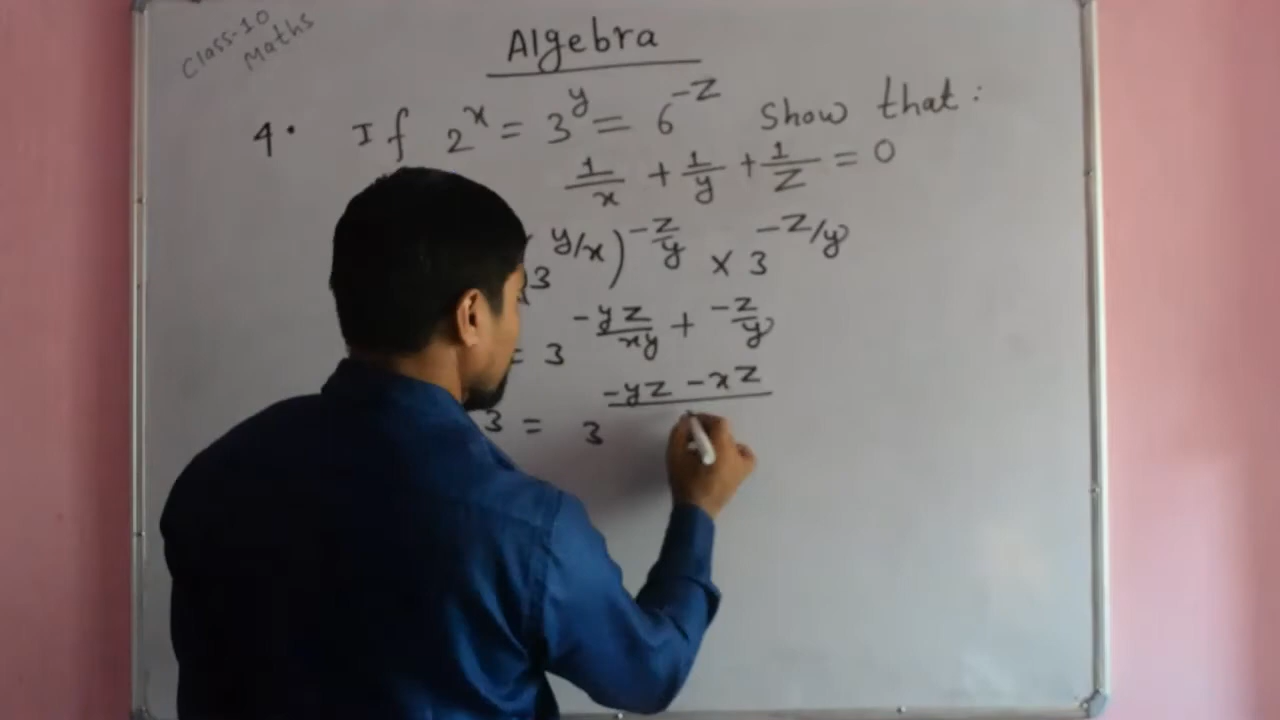 Class-10
Maths
Algebra
4. If 2^x = 3^y = 6^-z Show that:
1/x + 1/y + 1/z = 0
(3^y/x)^-z/y × 3^-z/y
= 3^-yz/xy + -z/y
3 = 3^-yz -xz